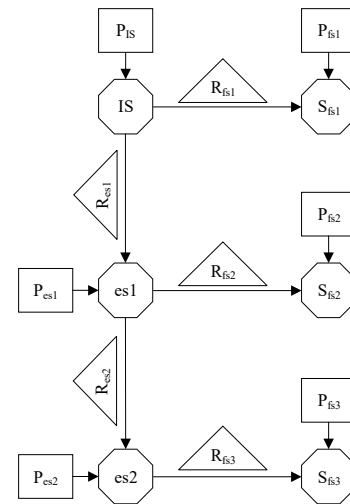 P_IS
P_fs1
R_fs1
IS
S_fs1
R_es1
P_fs2
R_fs2
P_es1
es1
S_fs2
R_es2
P_fs3
R_fs3
P_es2
es2
S_fs3